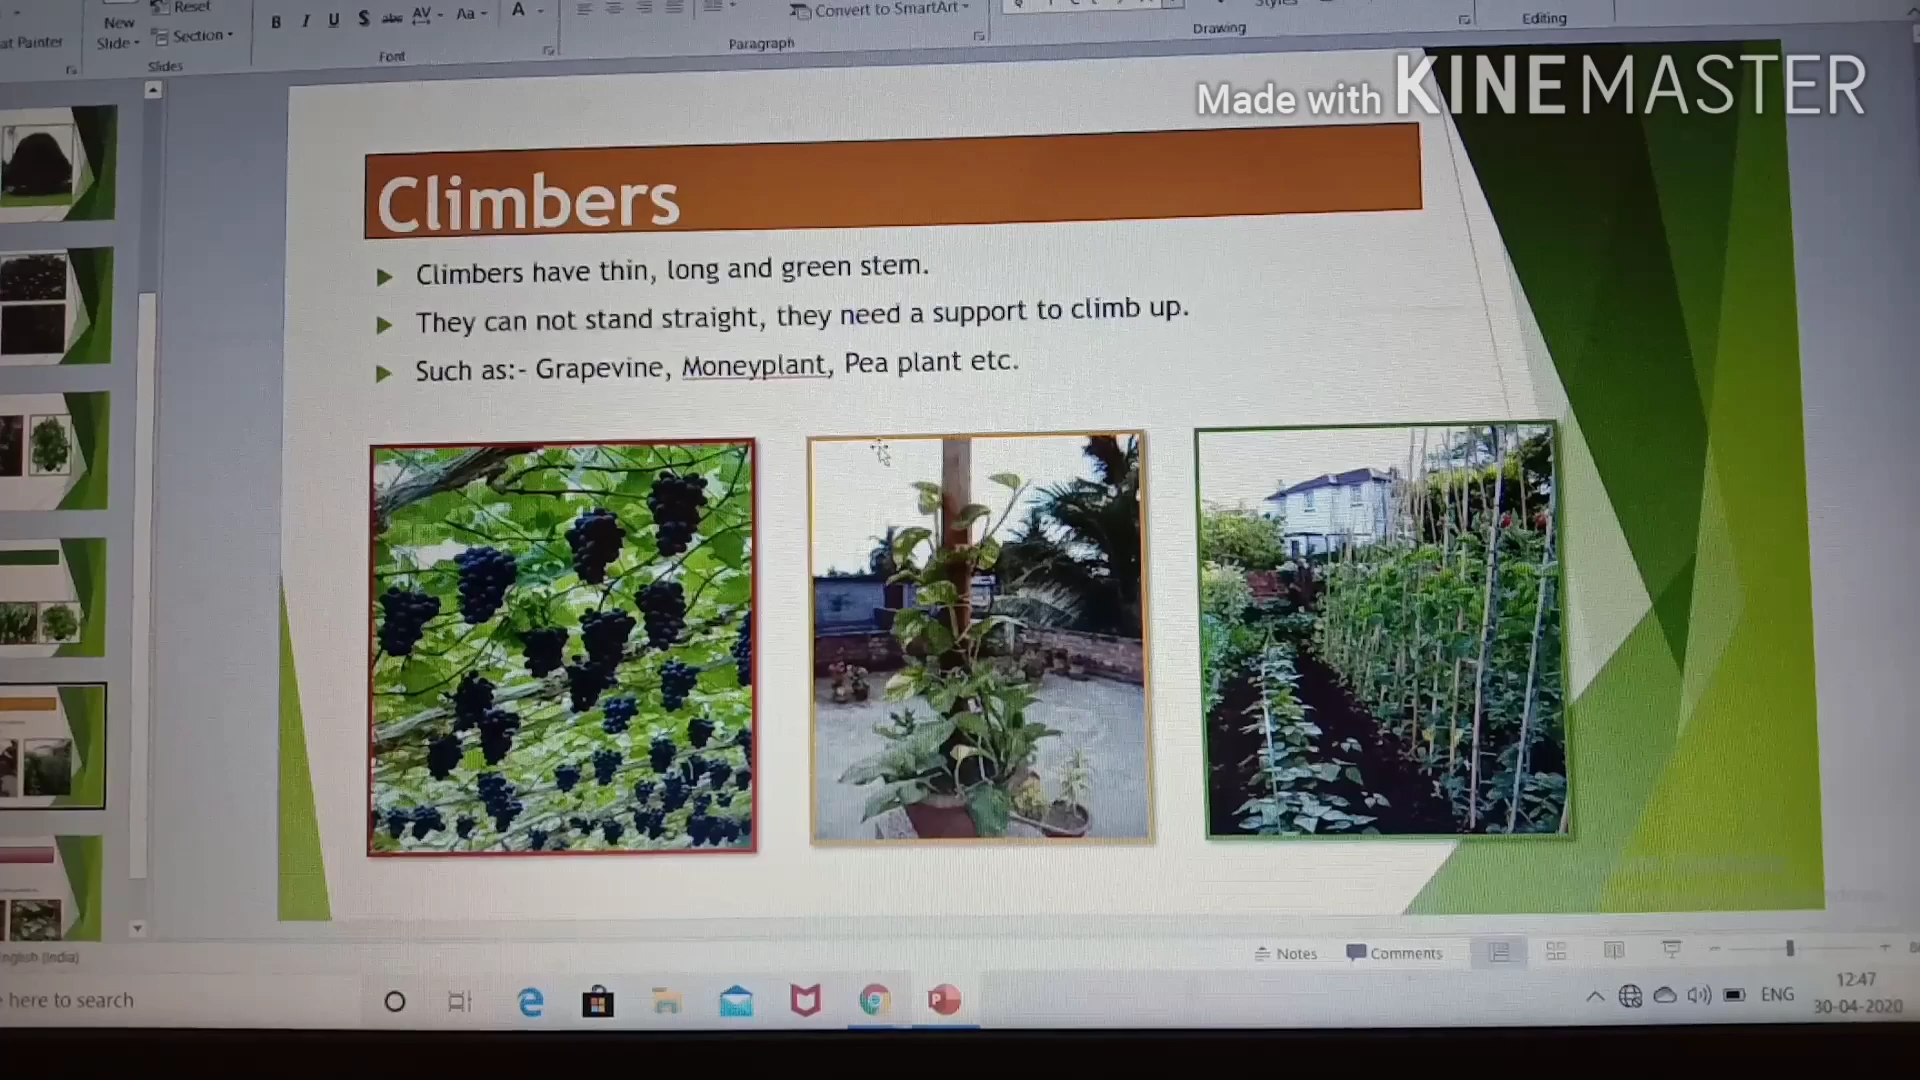 Reset
New
Slide
Section
at Painter
Slides
B I U S abc AV Aa A
Font
Convert to SmartArt
Paragraph
Drawing
Editing
Made with KINEMASTER
Climbers
Climbers have thin, long and green stem.
They can not stand straight, they need a support to climb up.
Such as:- Grapevine, Moneyplant, Pea plant etc.
nglish (India)
Notes
Comments
here to search
ENG
12:47
30-04-2020